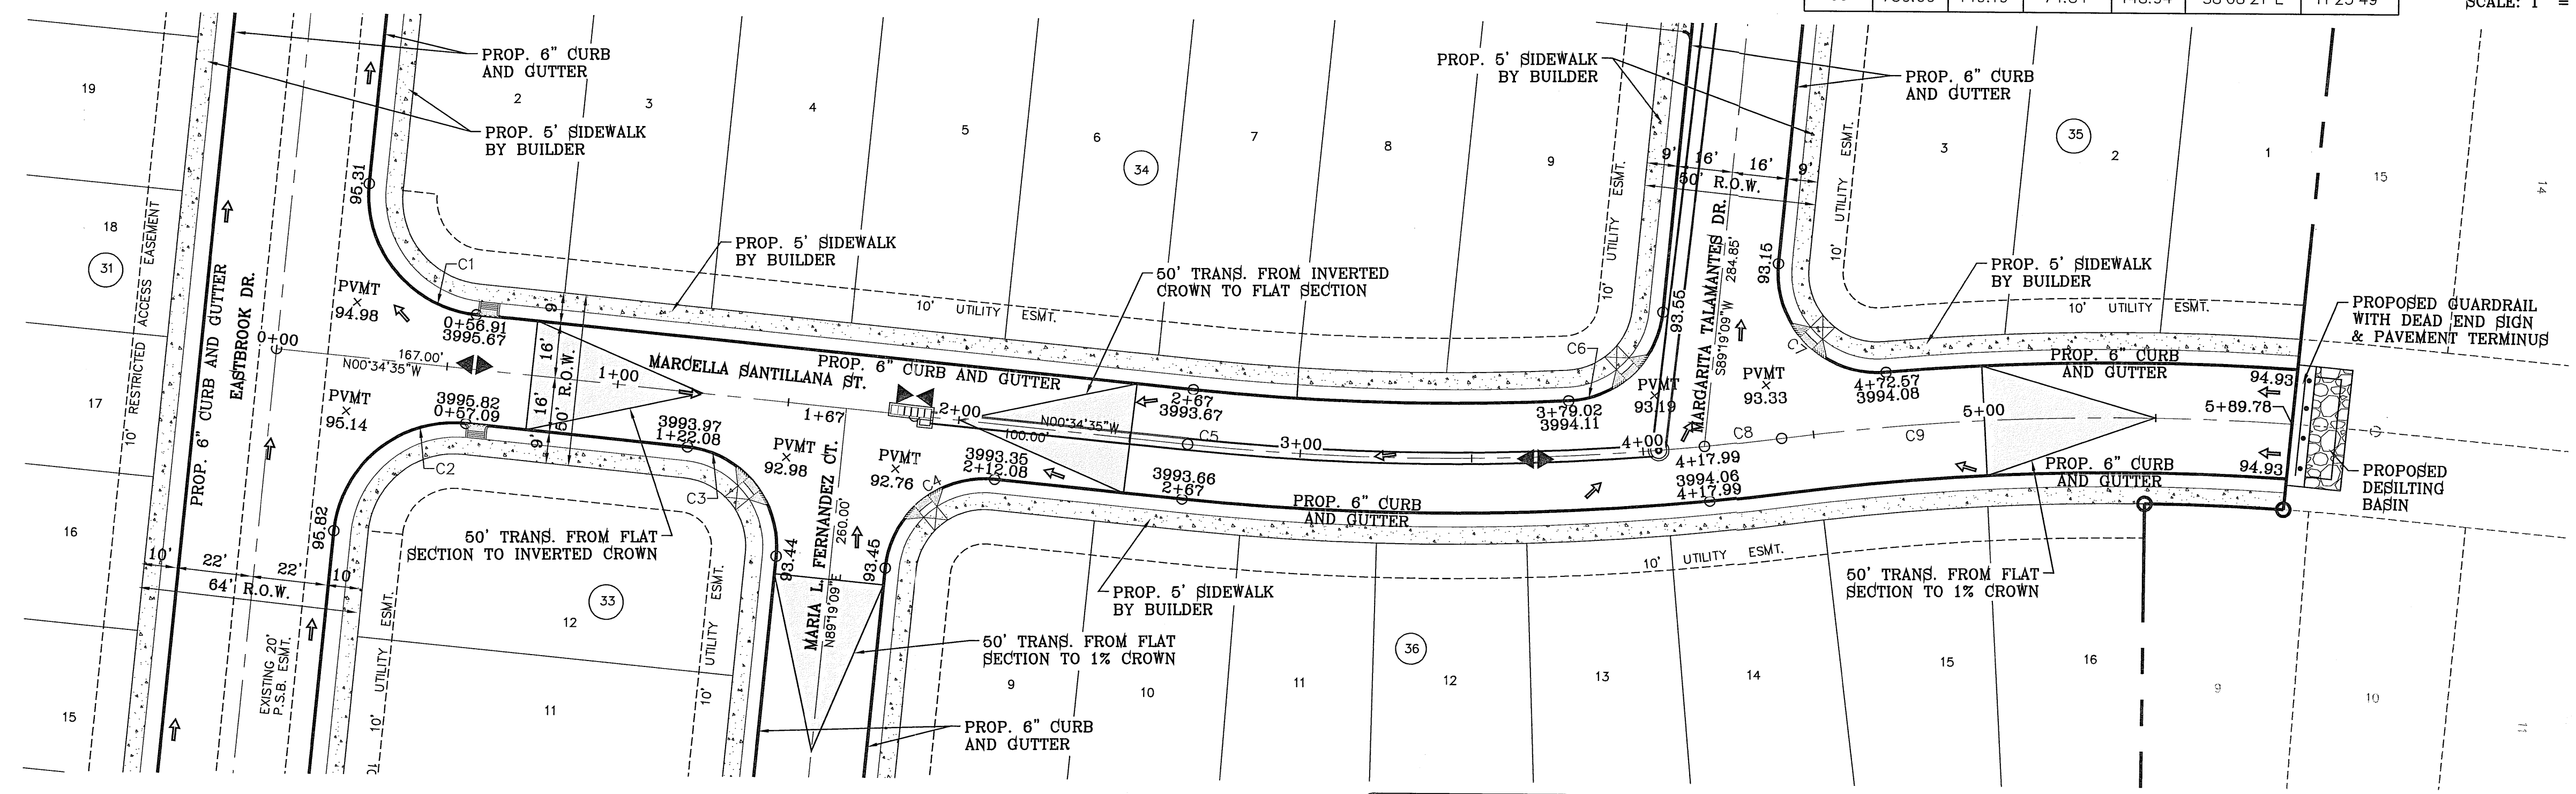 SCALE: 1" =
PROP. 6" CURB
AND GUTTER
PROP. 5' SIDEWALK
BY BUILDER
PROP. 5' SIDEWALK
BY BUILDER
PROP. 6" CURB
AND GUTTER
19
2
3
4
5
6
7
8
9
34
3
35
2
1
15
14
18
31
17
16
15
10' RESTRICTED ACCESS EASEMENT
PROP. 6" CURB AND GUTTER
EASTBROOK DR.
95.31
C1
PVMT
94.98
0+00
167.00'
N00°34'35"W
0+56.91
3995.67
PVMT
95.14
3995.82
0+57.09
C2
95.82
9'
16'
16'
9'
50' R.O.W.
1+00
PROP. 5' SIDEWALK
BY BUILDER
50' TRANS. FROM INVERTED
CROWN TO FLAT SECTION
10' UTILITY ESMT.
MARCELLA SANTILLANA ST.
PROP. 6" CURB AND GUTTER
1+67
2+00
N00°34'35"W
100.00'
2+67
3993.67
C5
3+00
3993.97
1+22.08
C3
PVMT
92.98
PVMT
92.76
C4
3993.35
2+12.08
3993.66
2+67
MARIA L. FERNANDEZ CT.
N89°19'09"E
260.00'
93.44
93.45
10' UTILITY ESMT.
C6
3+79.02
3994.11
93.55
PVMT
93.19
4+00
9'
16'
16'
9'
50' R.O.W.
MARGARITA TALAMANTES DR.
S89°19'09"W 284.85'
93.15
10' UTILITY ESMT.
C7
PVMT
93.33
4+17.99
3994.06
4+17.99
C8
C9
4+72.57
3994.08
PROP. 5' SIDEWALK
BY BUILDER
10' UTILITY ESMT.
PROP. 6" CURB
AND GUTTER
5+00
94.93
5+89.78
94.93
PROPOSED GUARDRAIL
WITH DEAD END SIGN
& PAVEMENT TERMINUS
PROPOSED
DESILTING
BASIN
PROP. 6" CURB
AND GUTTER
PROP. 6" CURB
AND GUTTER
10' UTILITY ESMT.
50' TRANS. FROM FLAT
SECTION TO 1% CROWN
50' TRANS. FROM FLAT
SECTION TO INVERTED CROWN
PROP. 5' SIDEWALK
BY BUILDER
50' TRANS. FROM FLAT
SECTION TO 1% CROWN
PROP. 6" CURB
AND GUTTER
10'
22'
22'
10'
64' R.O.W.
EXISTING 20'
P.S.B. ESMT.
10' UTILITY ESMT.
10' UTILITY ESMT.
33
12
11
36
9
10
11
12
13
14
15
16
9
10
11